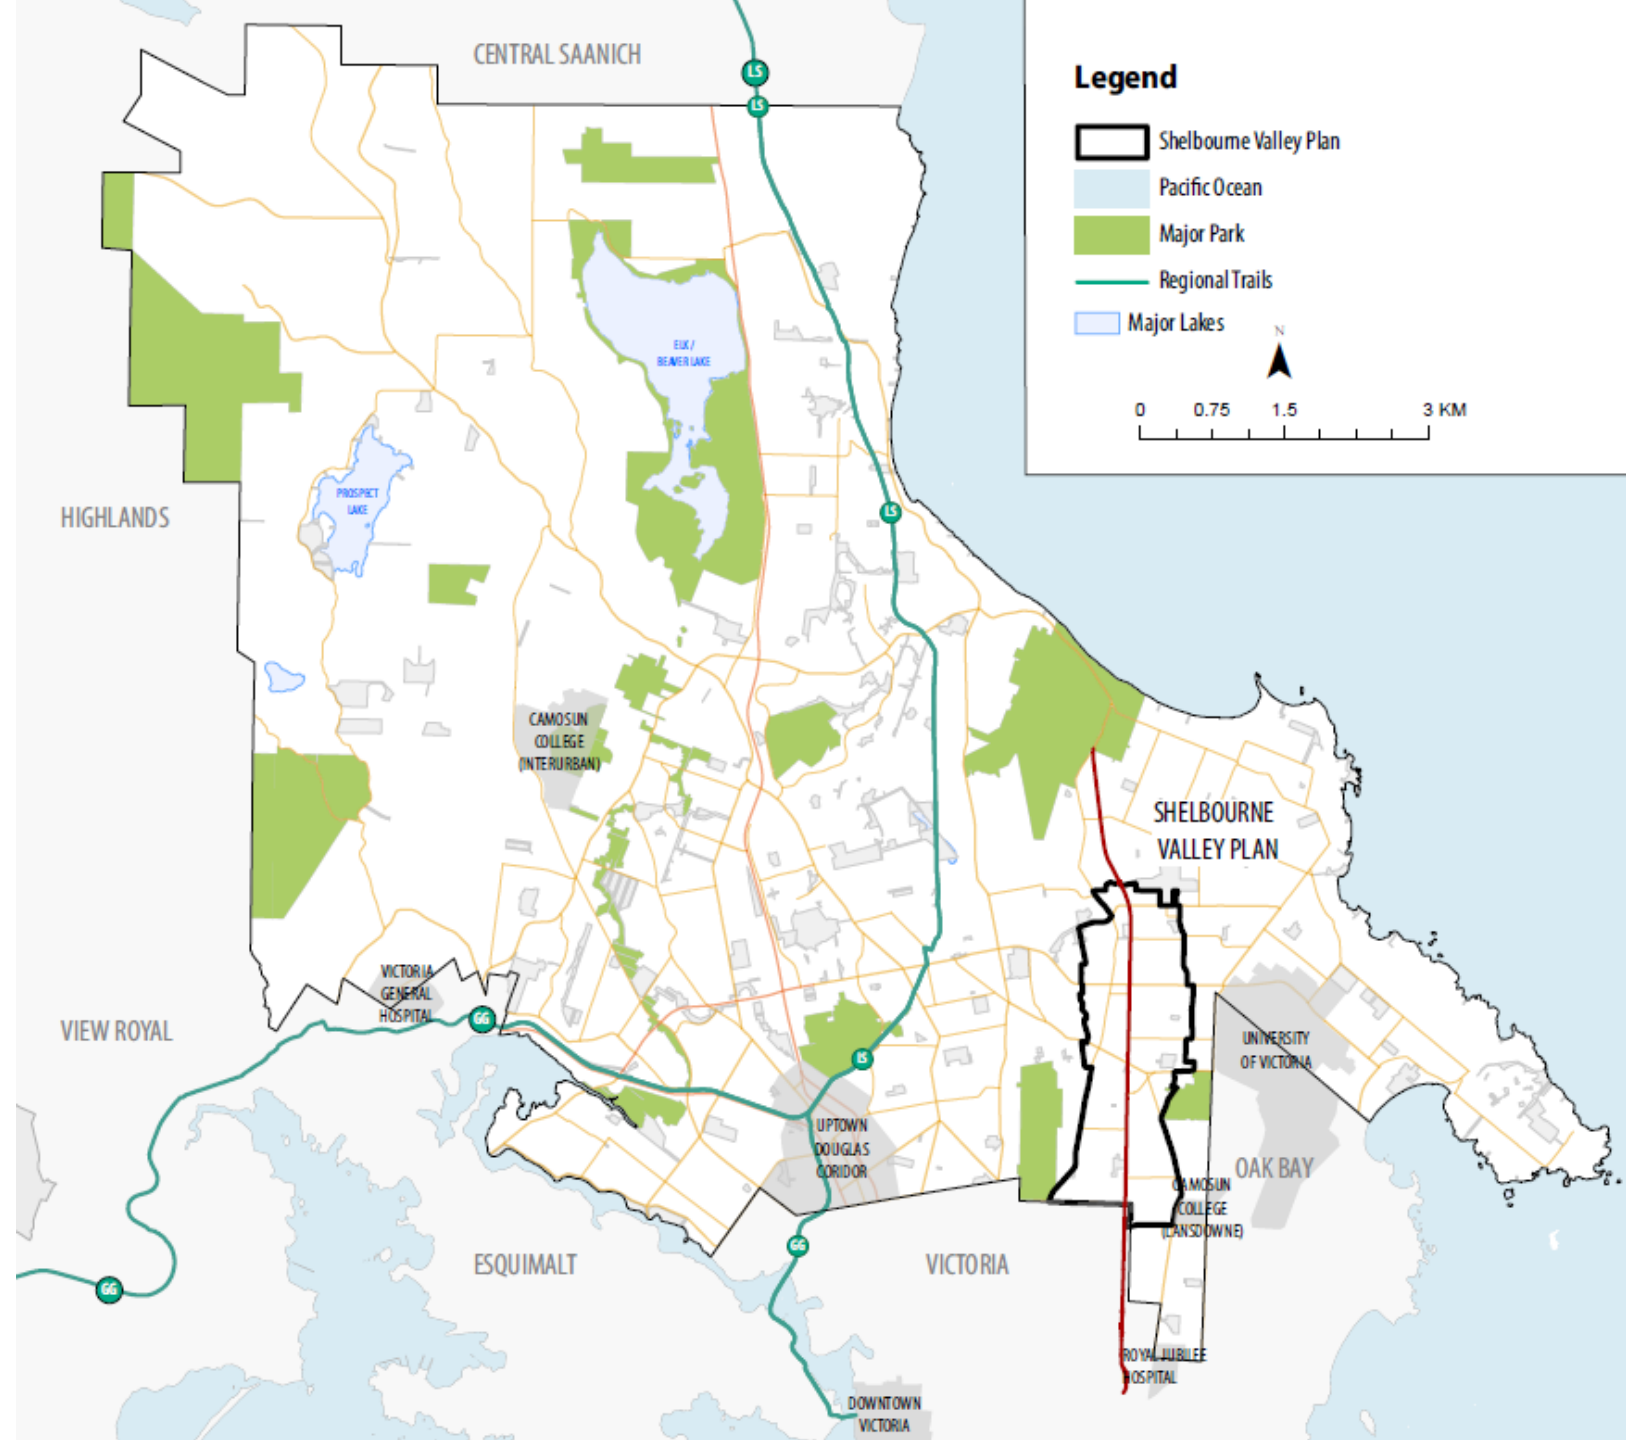 CENTRAL SAANICH
LS
LS
Legend
Shelbourne Valley Plan
Pacific Ocean
Major Park
Regional Trails
Major Lakes
N
0 0.75 1.5 3 KM
ELK /
BEAVER LAKE
PROSPECT
LAKE
HIGHLANDS
LS
CAMOSUN
COLLEGE
(INTERURBAN)
SHELBOURNE
VALLEY PLAN
VICTORIA
GENERAL
HOSPITAL
GG
VIEW ROYAL
UNIVERSITY
OF VICTORIA
LS
UPTOWN
DOUGLAS
CORIDOR
OAK BAY
CAMOSUN
COLLEGE
(LANSDOWNE)
GG
ESQUIMALT
VICTORIA
GG
ROYAL JUBILEE
HOSPITAL
DOWNTOWN
VICTORIA